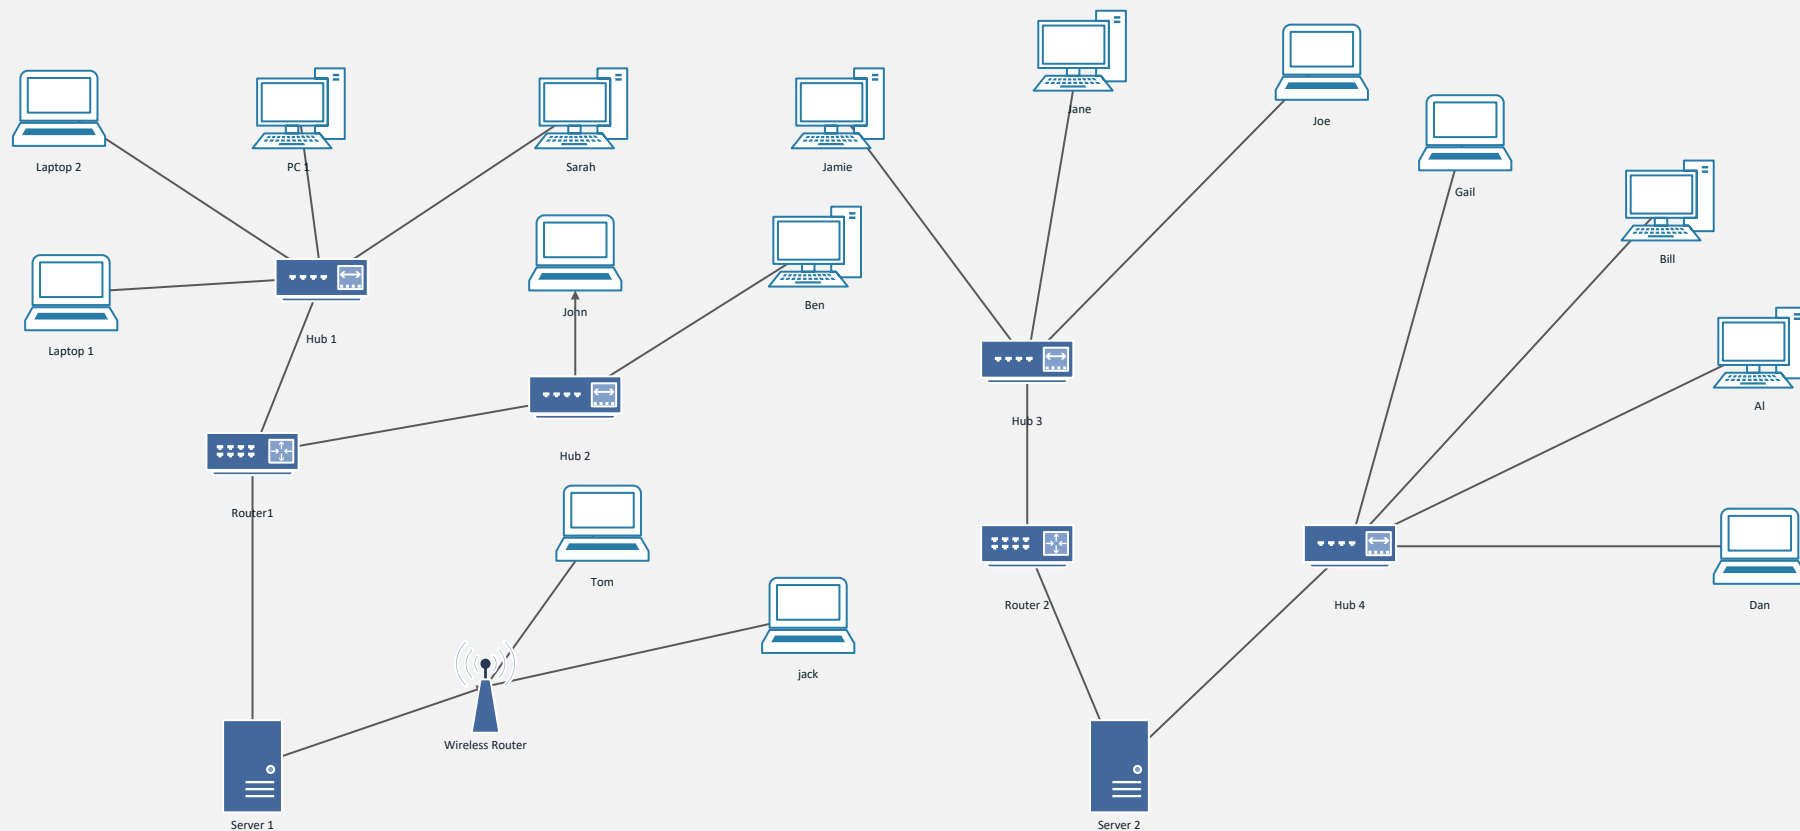 Jane
Joe
Laptop 2
PC 1
Sarah
Jamie
Gail
Bill
John
Ben
Hub 1
Laptop 1
Al
Hub 3
Hub 2
Router1
Tom
Router 2
Hub 4
Dan
jack
Wireless Router
Server 1
Server 2